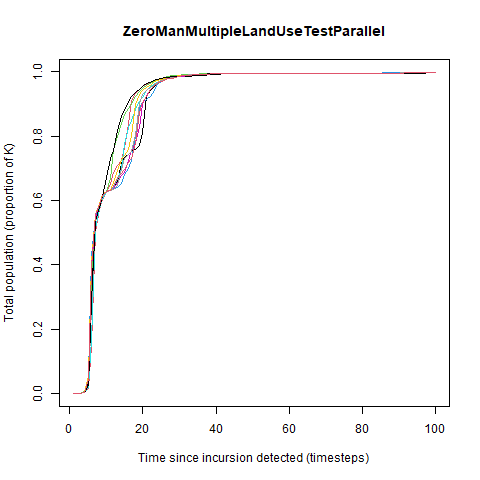 ZeroManMultipleLandUseTestParallel
Total population (proportion of K)
1.0
0.8
0.6
0.4
0.2
0.0
0 20 40 60 80 100
Time since incursion detected (timesteps)